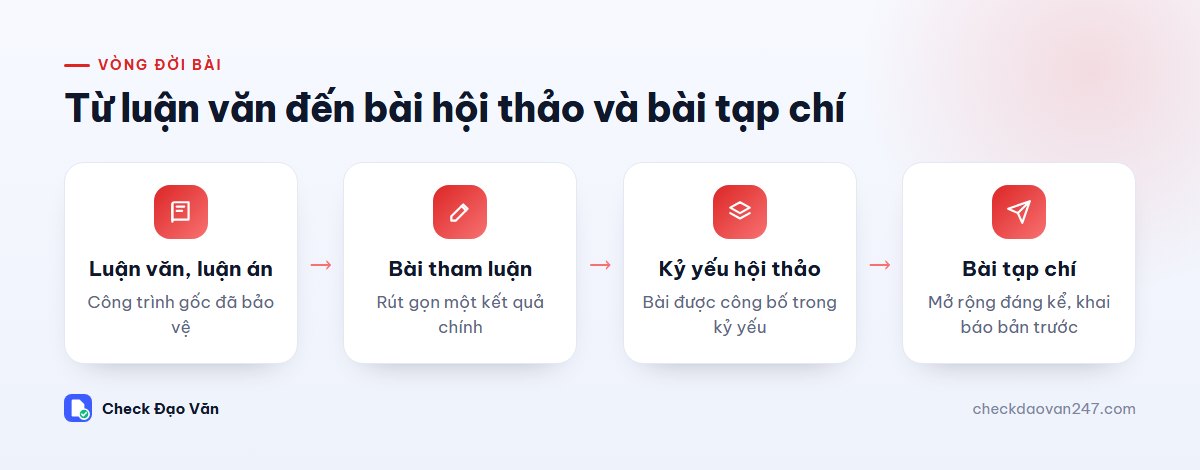 VÒNG ĐỜI BÀI
Từ luận văn đến bài hội thảo và bài tạp chí
Luận văn, luận án
Công trình gốc đã bảo
vệ
→
Bài tham luận
Rút gọn một kết quả
chính
→
Kỷ yếu hội thảo
Bài được công bố trong
kỷ yếu
→
Bài tạp chí
Mở rộng đáng kể, khai
báo bản trước
Check Đạo Văn
checkdaovan247.com